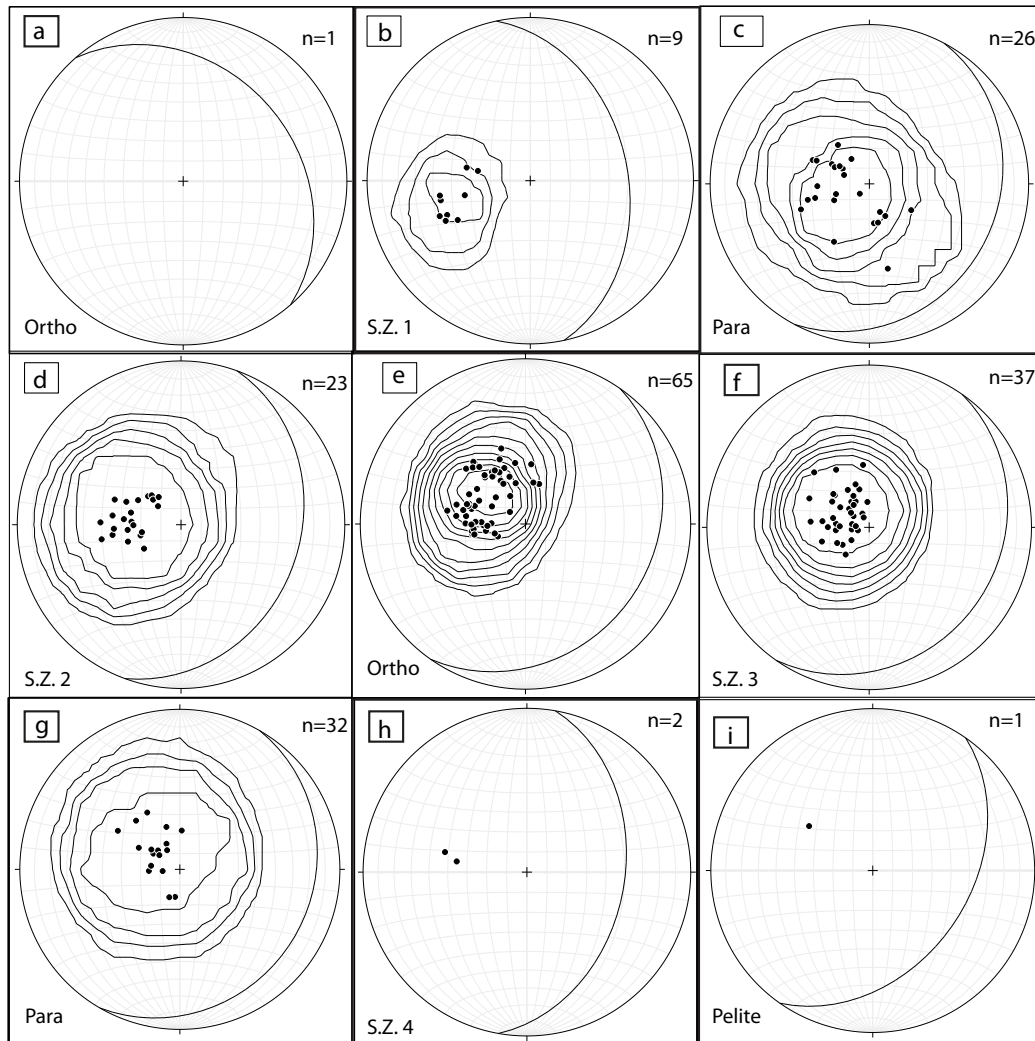 a
n=1
Ortho
b
n=9
S.Z. 1
c
n=26
Para
d
n=23
S.Z. 2
e
n=65
Ortho
f
n=37
S.Z. 3
g
n=32
Para
h
n=2
S.Z. 4
i
n=1
Pelite